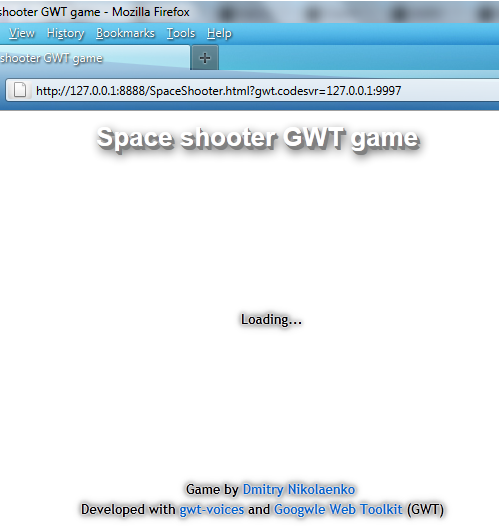 shooter GWT game - Mozilla Firefox
View History Bookmarks Tools Help
shooter GWT game
http://127.0.0.1:8888/SpaceShooter.html?gwt.codesvr=127.0.0.1:9997
Space shooter GWT game
Loading...
Game by Dmitry Nikolaenko
Developed with gwt-voices and Googwle Web Toolkit (GWT)